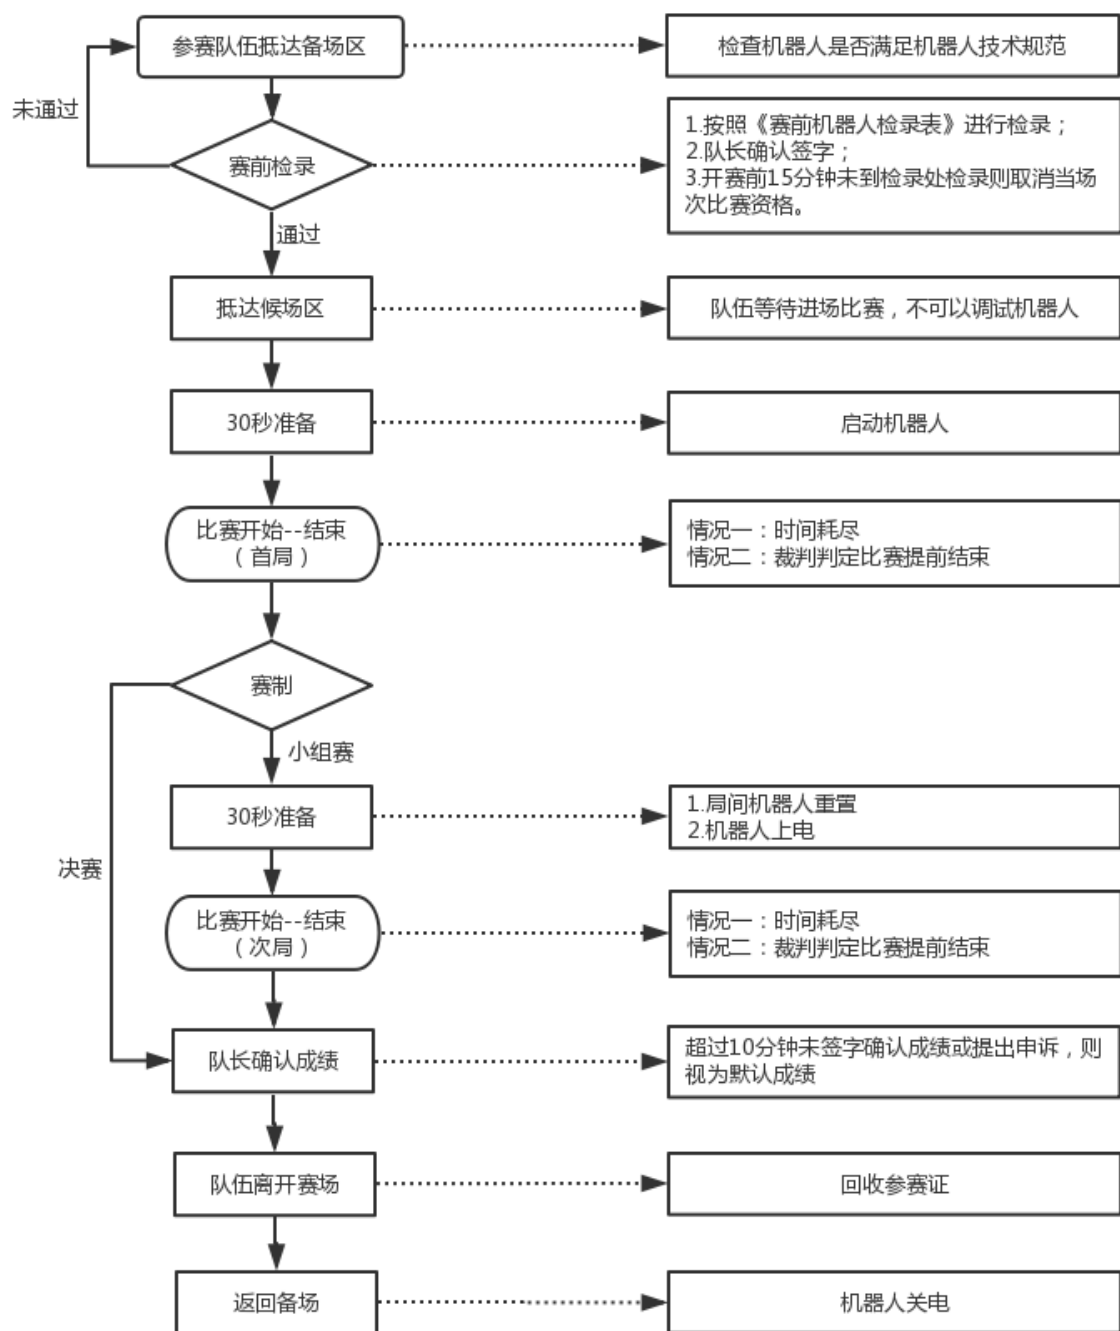 参赛队伍抵达备场区
检查机器人是否满足机器人技术规范
未通过
赛前检录
1.按照《赛前机器人检录表》进行检录；
2.队长确认签字；
3.开赛前15分钟未到检录处检录则取消当场
次比赛资格。
通过
抵达候场区
队伍等待进场比赛，不可以调试机器人
30秒准备
启动机器人
比赛开始--结束
（首局）
情况一：时间耗尽
情况二：裁判判定比赛提前结束
赛制
小组赛
30秒准备
1.局间机器人重置
2.机器人上电
决赛
比赛开始--结束
（次局）
情况一：时间耗尽
情况二：裁判判定比赛提前结束
队长确认成绩
超过10分钟未签字确认成绩或提出申诉，则
视为默认成绩
队伍离开赛场
回收参赛证
返回备场
机器人关电